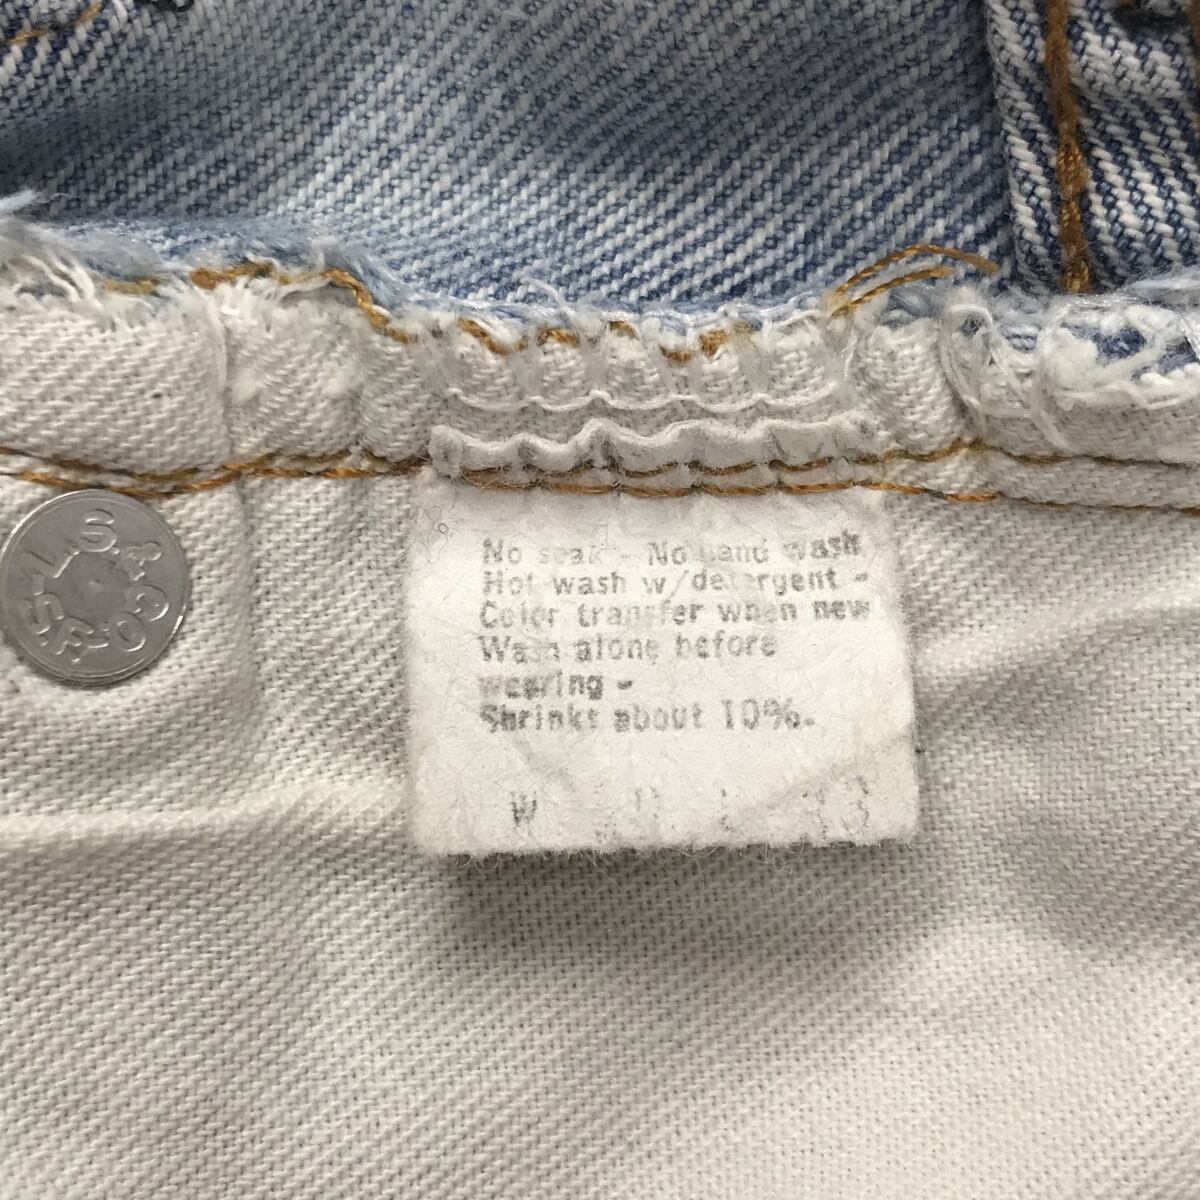 L.S.&CO-S.F.-
No soak - No hand wash
Hot wash w/detergent -
Color transfer when new
Wash alone before
wearing -
Shrinks about 10%.
W